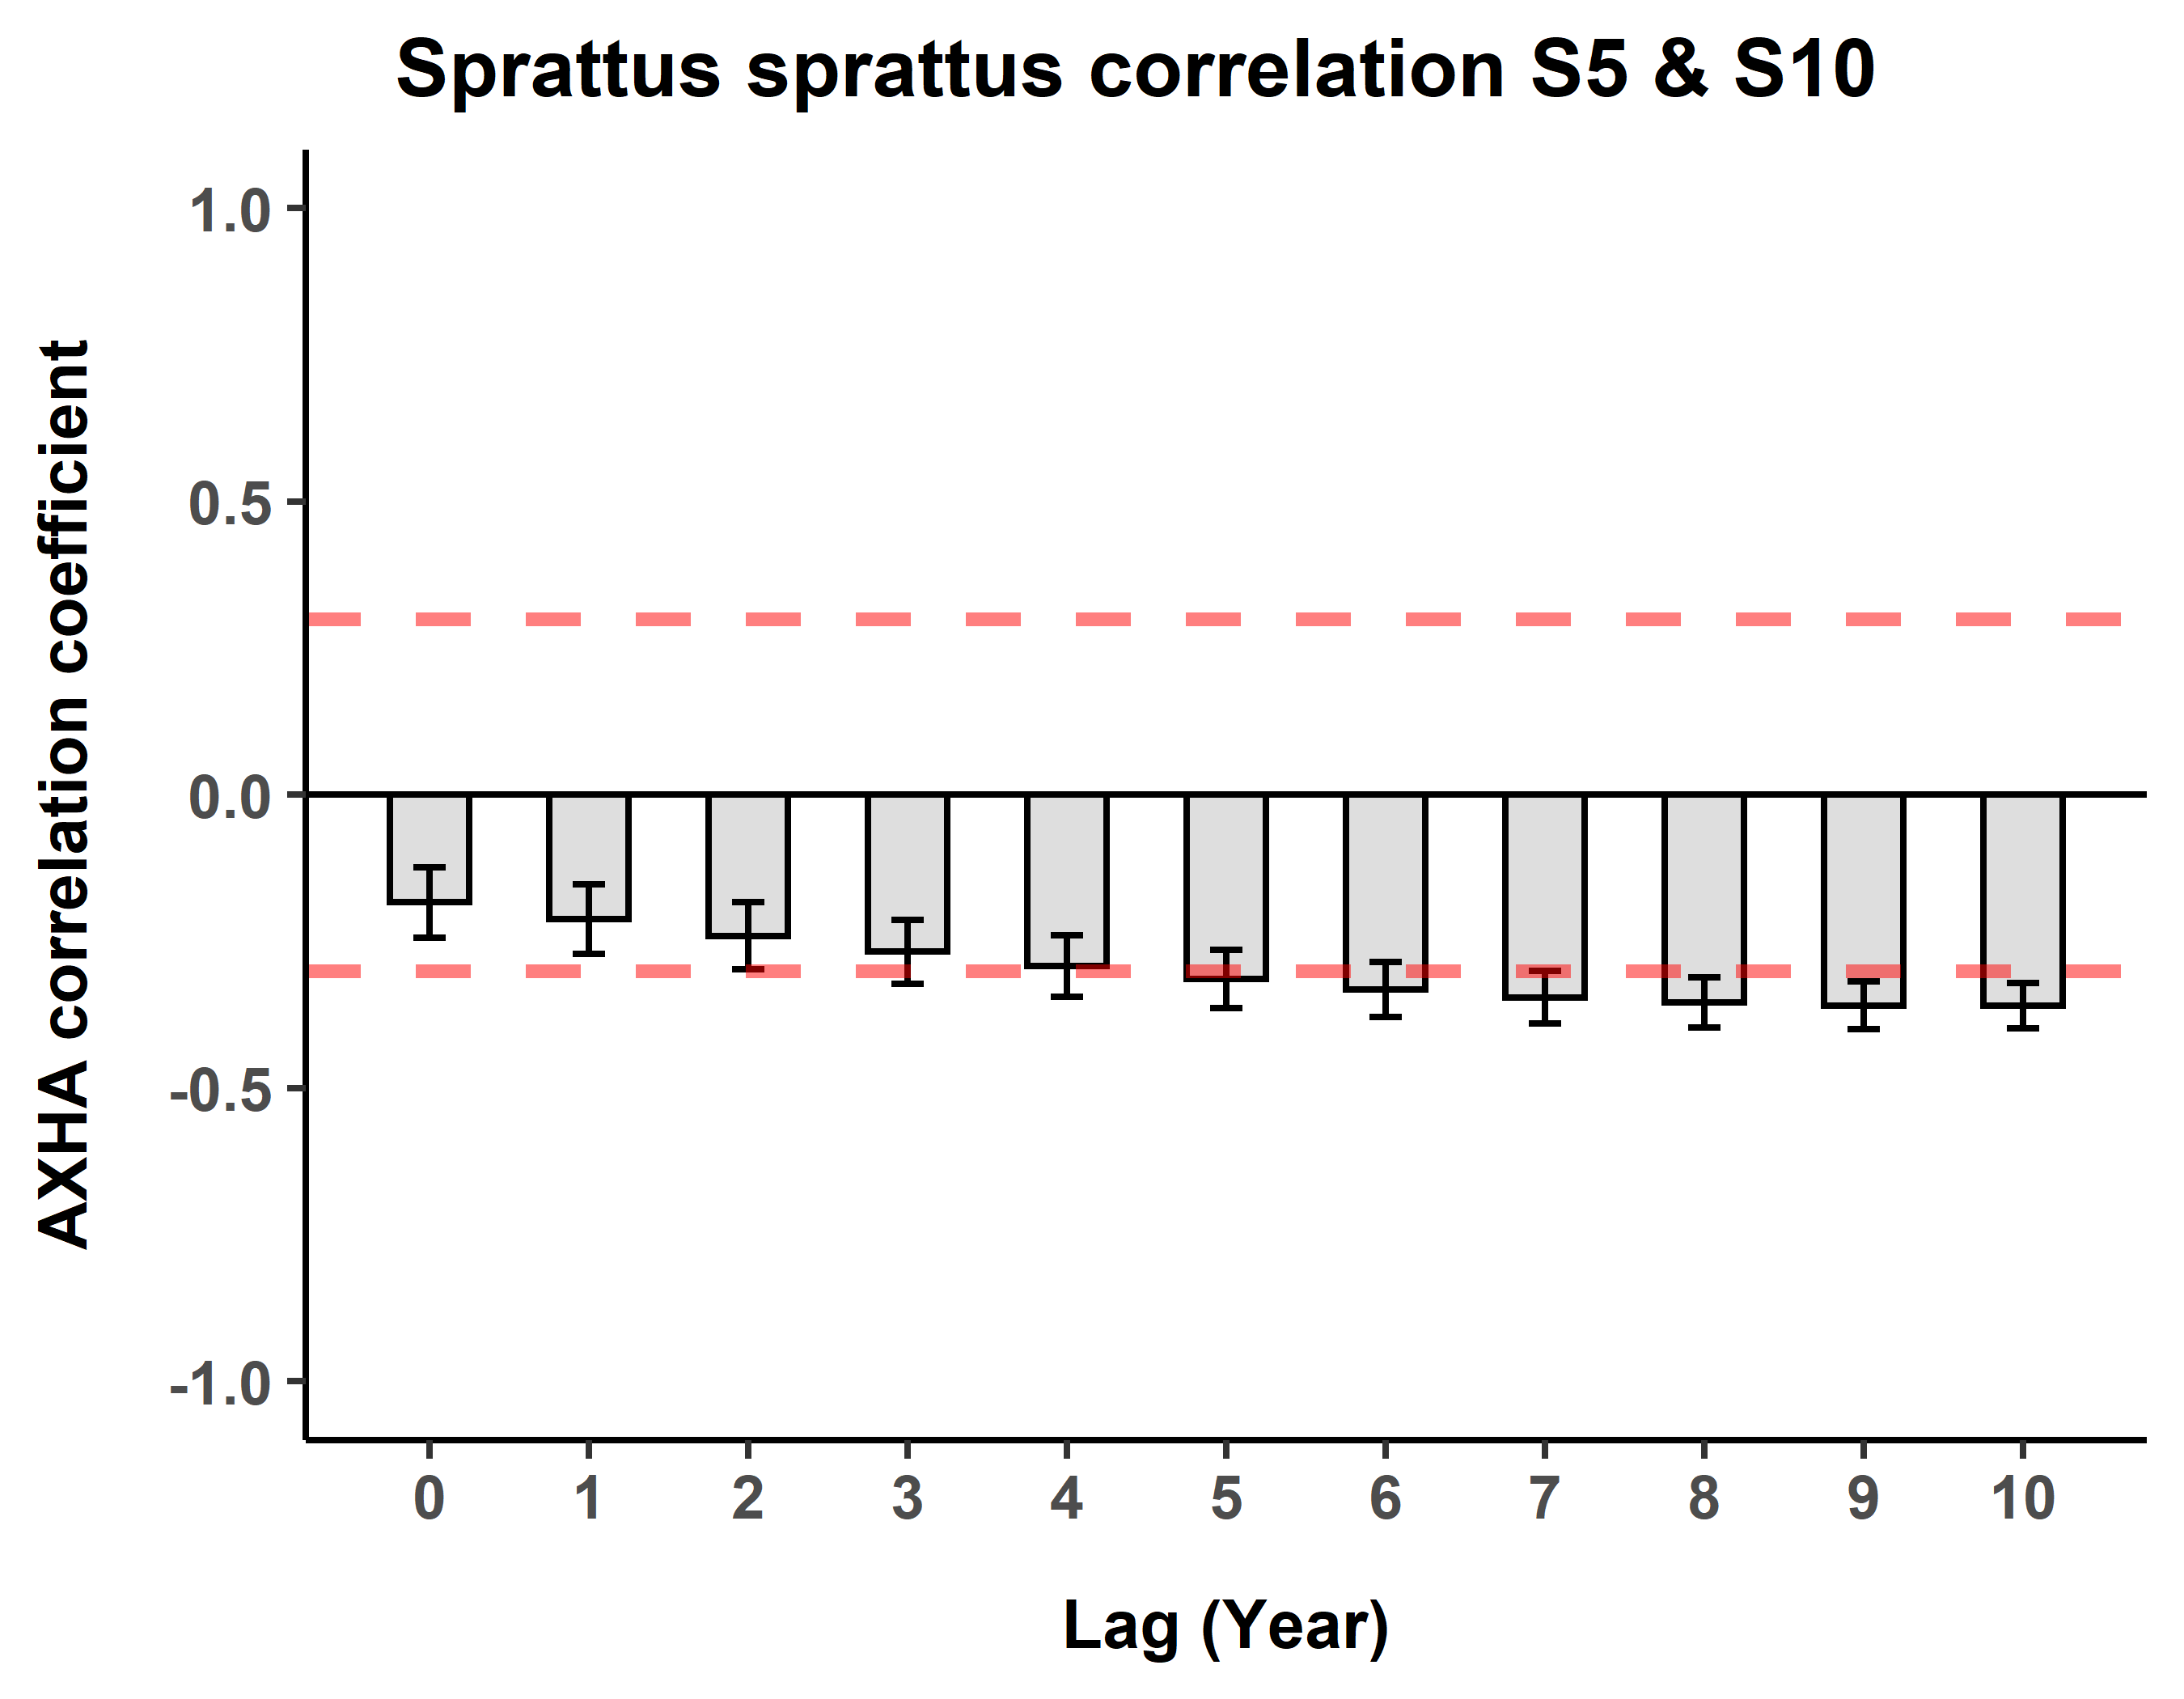 Sprattus sprattus correlation S5 & S10
AXHA correlation coefficient
1.0
0.5
0.0
-0.5
-1.0
0 1 2 3 4 5 6 7 8 9 10
Lag (Year)